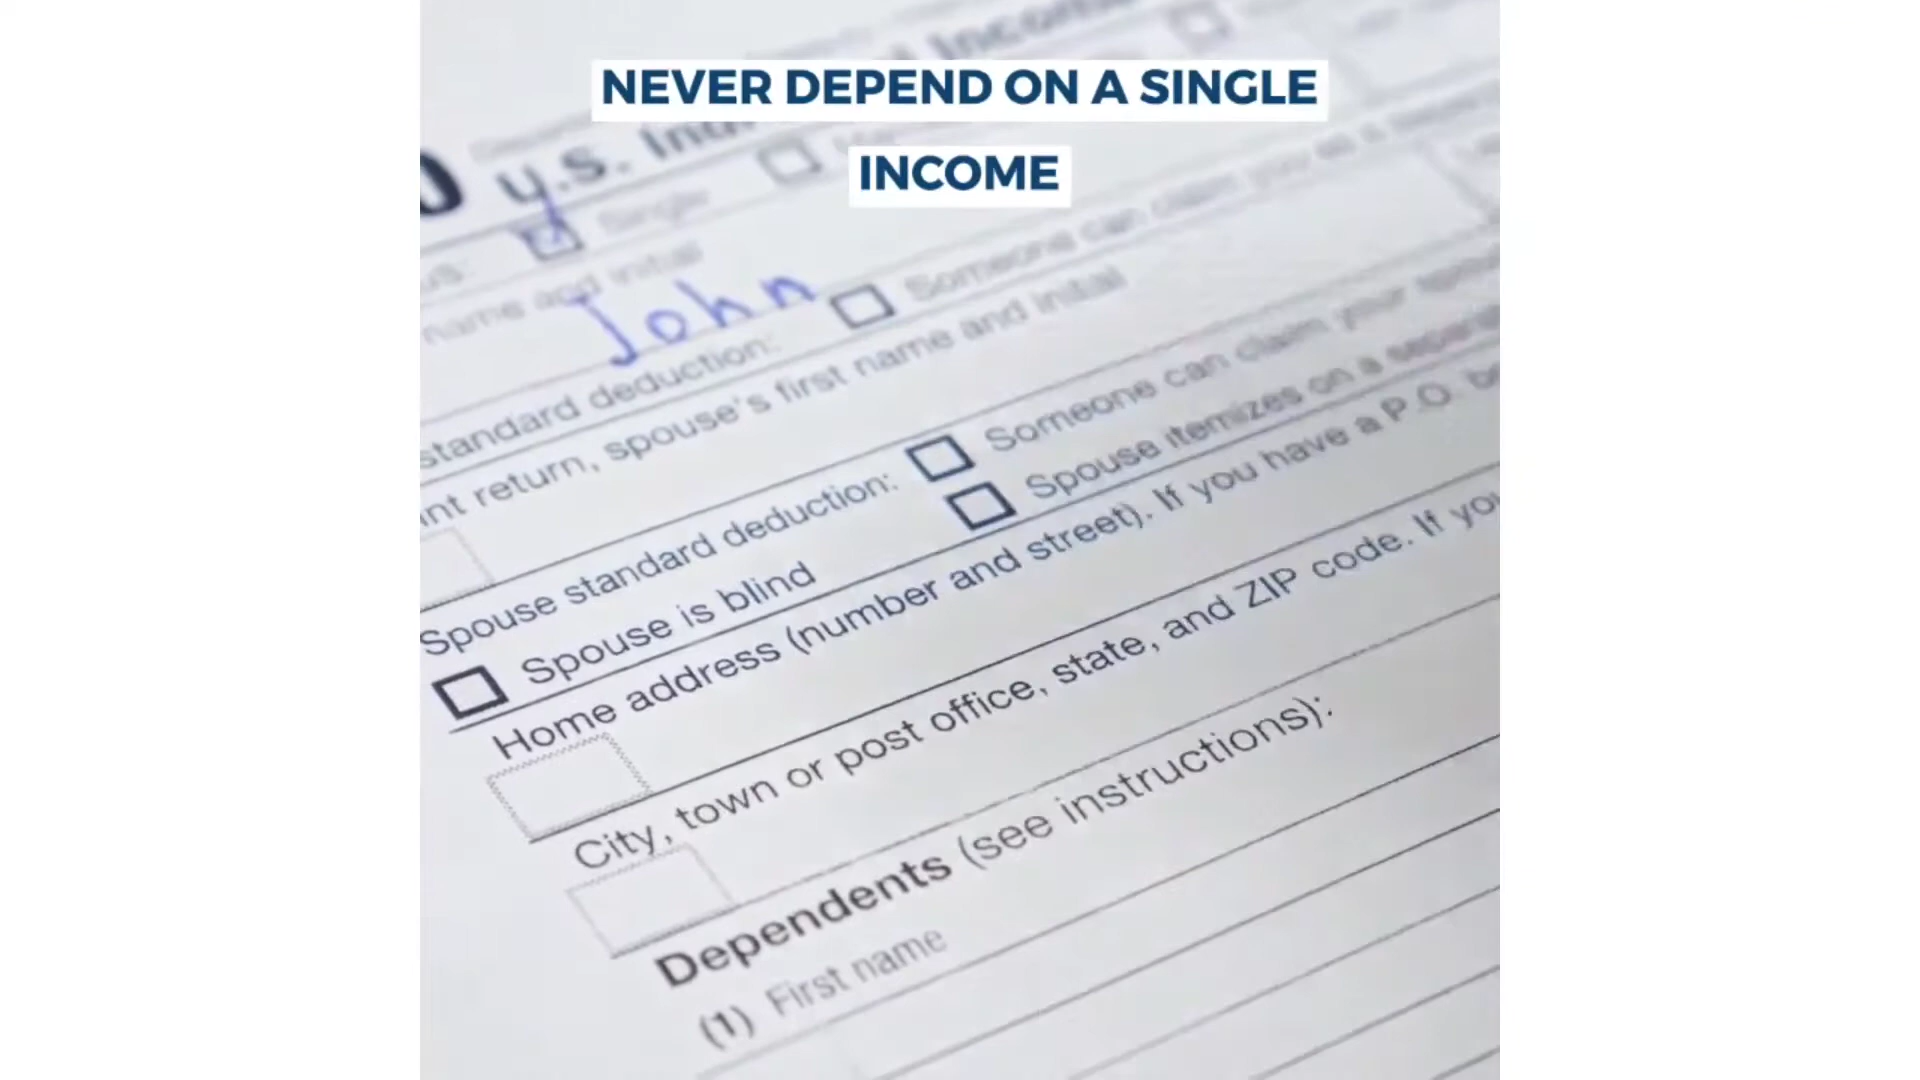 NEVER DEPEND ON A SINGLE
INCOME
Income
U.S. Ind
Single
name and initial
John
Someone can claim you as a
standard deduction:
int return, spouse's first name and initial
Spouse standard deduction:
Someone can claim your spou
Spouse itemizes on a separat
Spouse is blind
Home address (number and street). If you have a P.O. b
City, town or post office, state, and ZIP code. If you
Dependents (see instructions):
(1) First name